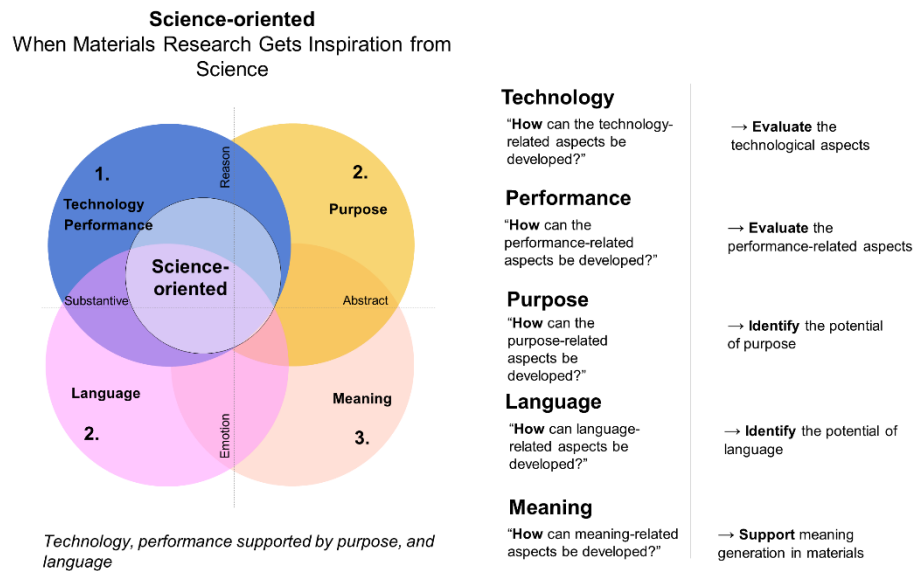 Science-oriented
When Materials Research Gets Inspiration from
Science
Reason
1.
Technology
Performance
2.
Purpose
Science-
oriented
Substantive
Abstract
Language
2.
Emotion
Meaning
3.
Technology, performance supported by purpose, and
language
Technology
“How can the technology-
related aspects be
developed?”
→ Evaluate the
technological aspects
Performance
“How can the
performance-related
aspects be developed?”
→ Evaluate the
performance-related aspects
Purpose
“How can the
purpose-related
aspects be
developed?”
→ Identify the potential
of purpose
Language
“How can language-
related aspects be
developed?”
→ Identify the potential of
language
Meaning
“How can meaning-related
aspects be developed?”
→ Support meaning
generation in materials